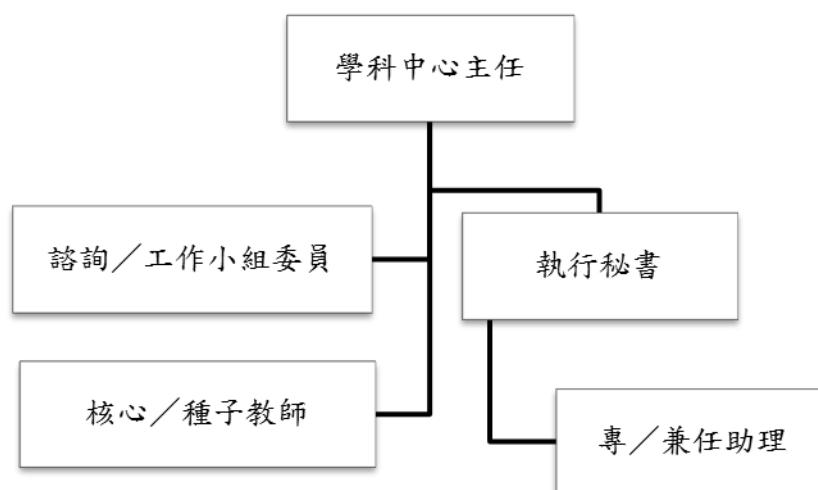 學科中心主任
諮詢／工作小組委員
執行秘書
核心／種子教師
專／兼任助理